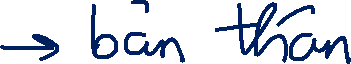 → bản thân